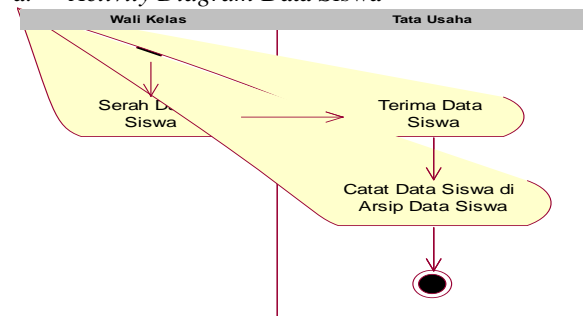 Activity Diagram Data Siswa
Wali Kelas
Tata Usaha
Serah
Siswa
Terima Data
Siswa
Catat Data Siswa di
Arsip Data Siswa